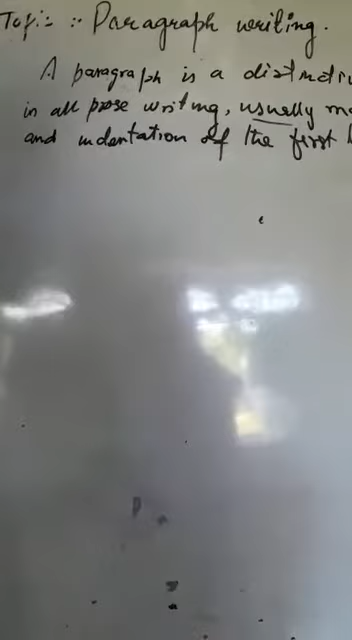 Topic :: Paragraph writing.
A paragraph is a
in all prose writing, usually
and indentation of the first